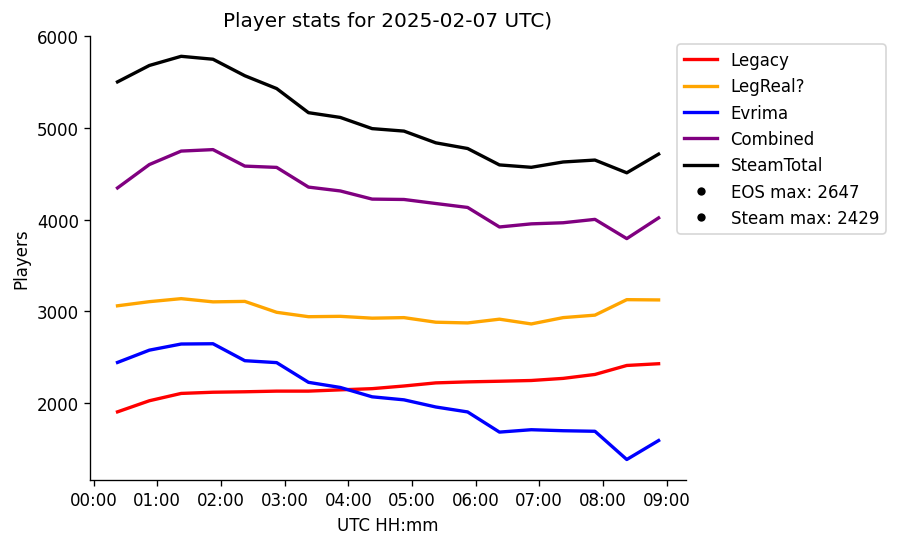 Player stats for 2025-02-07 UTC)
6000
5000
4000
3000
2000
Players
00:00 01:00 02:00 03:00 04:00 05:00 06:00 07:00 08:00 09:00
UTC HH:mm
Legacy
LegReal?
Evrima
Combined
SteamTotal
EOS max: 2647
Steam max: 2429